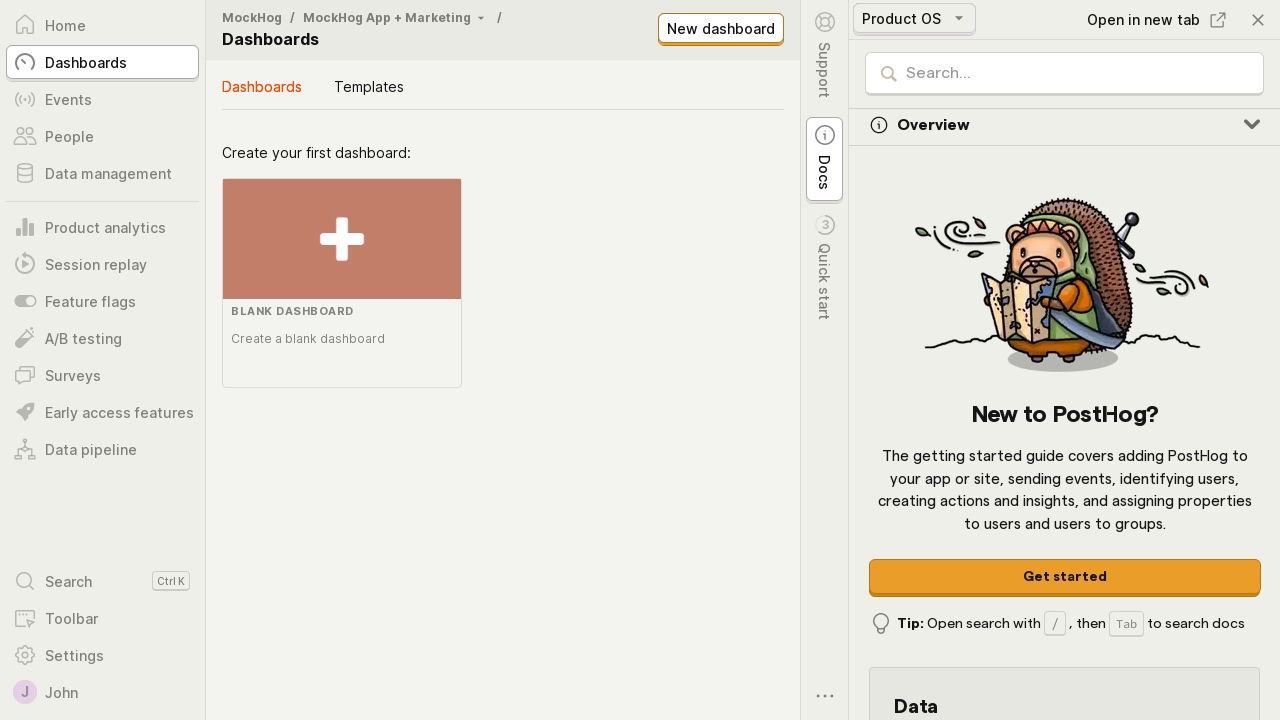 Home
Dashboards
Events
People
Data management
Product analytics
Session replay
Feature flags
A/B testing
Surveys
Early access features
Data pipeline
Search Ctrl K
Toolbar
Settings
J John
MockHog / MockHog App + Marketing /
Dashboards
New dashboard
Dashboards Templates
Create your first dashboard:
BLANK DASHBOARD
Create a blank dashboard
Support
Docs
3
Quick start
Product OS
Open in new tab
Search...
Overview
New to PostHog?
The getting started guide covers adding PostHog to
your app or site, sending events, identifying users,
creating actions and insights, and assigning properties
to users and users to groups.
Get started
Tip: Open search with / , then Tab to search docs
Data